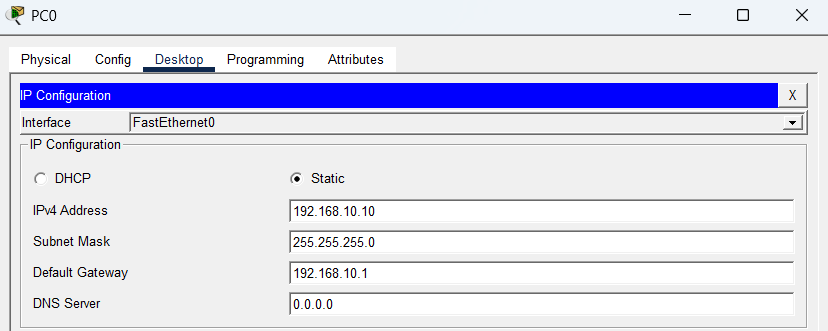 PC0
Physical Config Desktop Programming Attributes
IP Configuration X
Interface FastEthernet0
IP Configuration
DHCP Static
IPv4 Address 192.168.10.10
Subnet Mask 255.255.255.0
Default Gateway 192.168.10.1
DNS Server 0.0.0.0